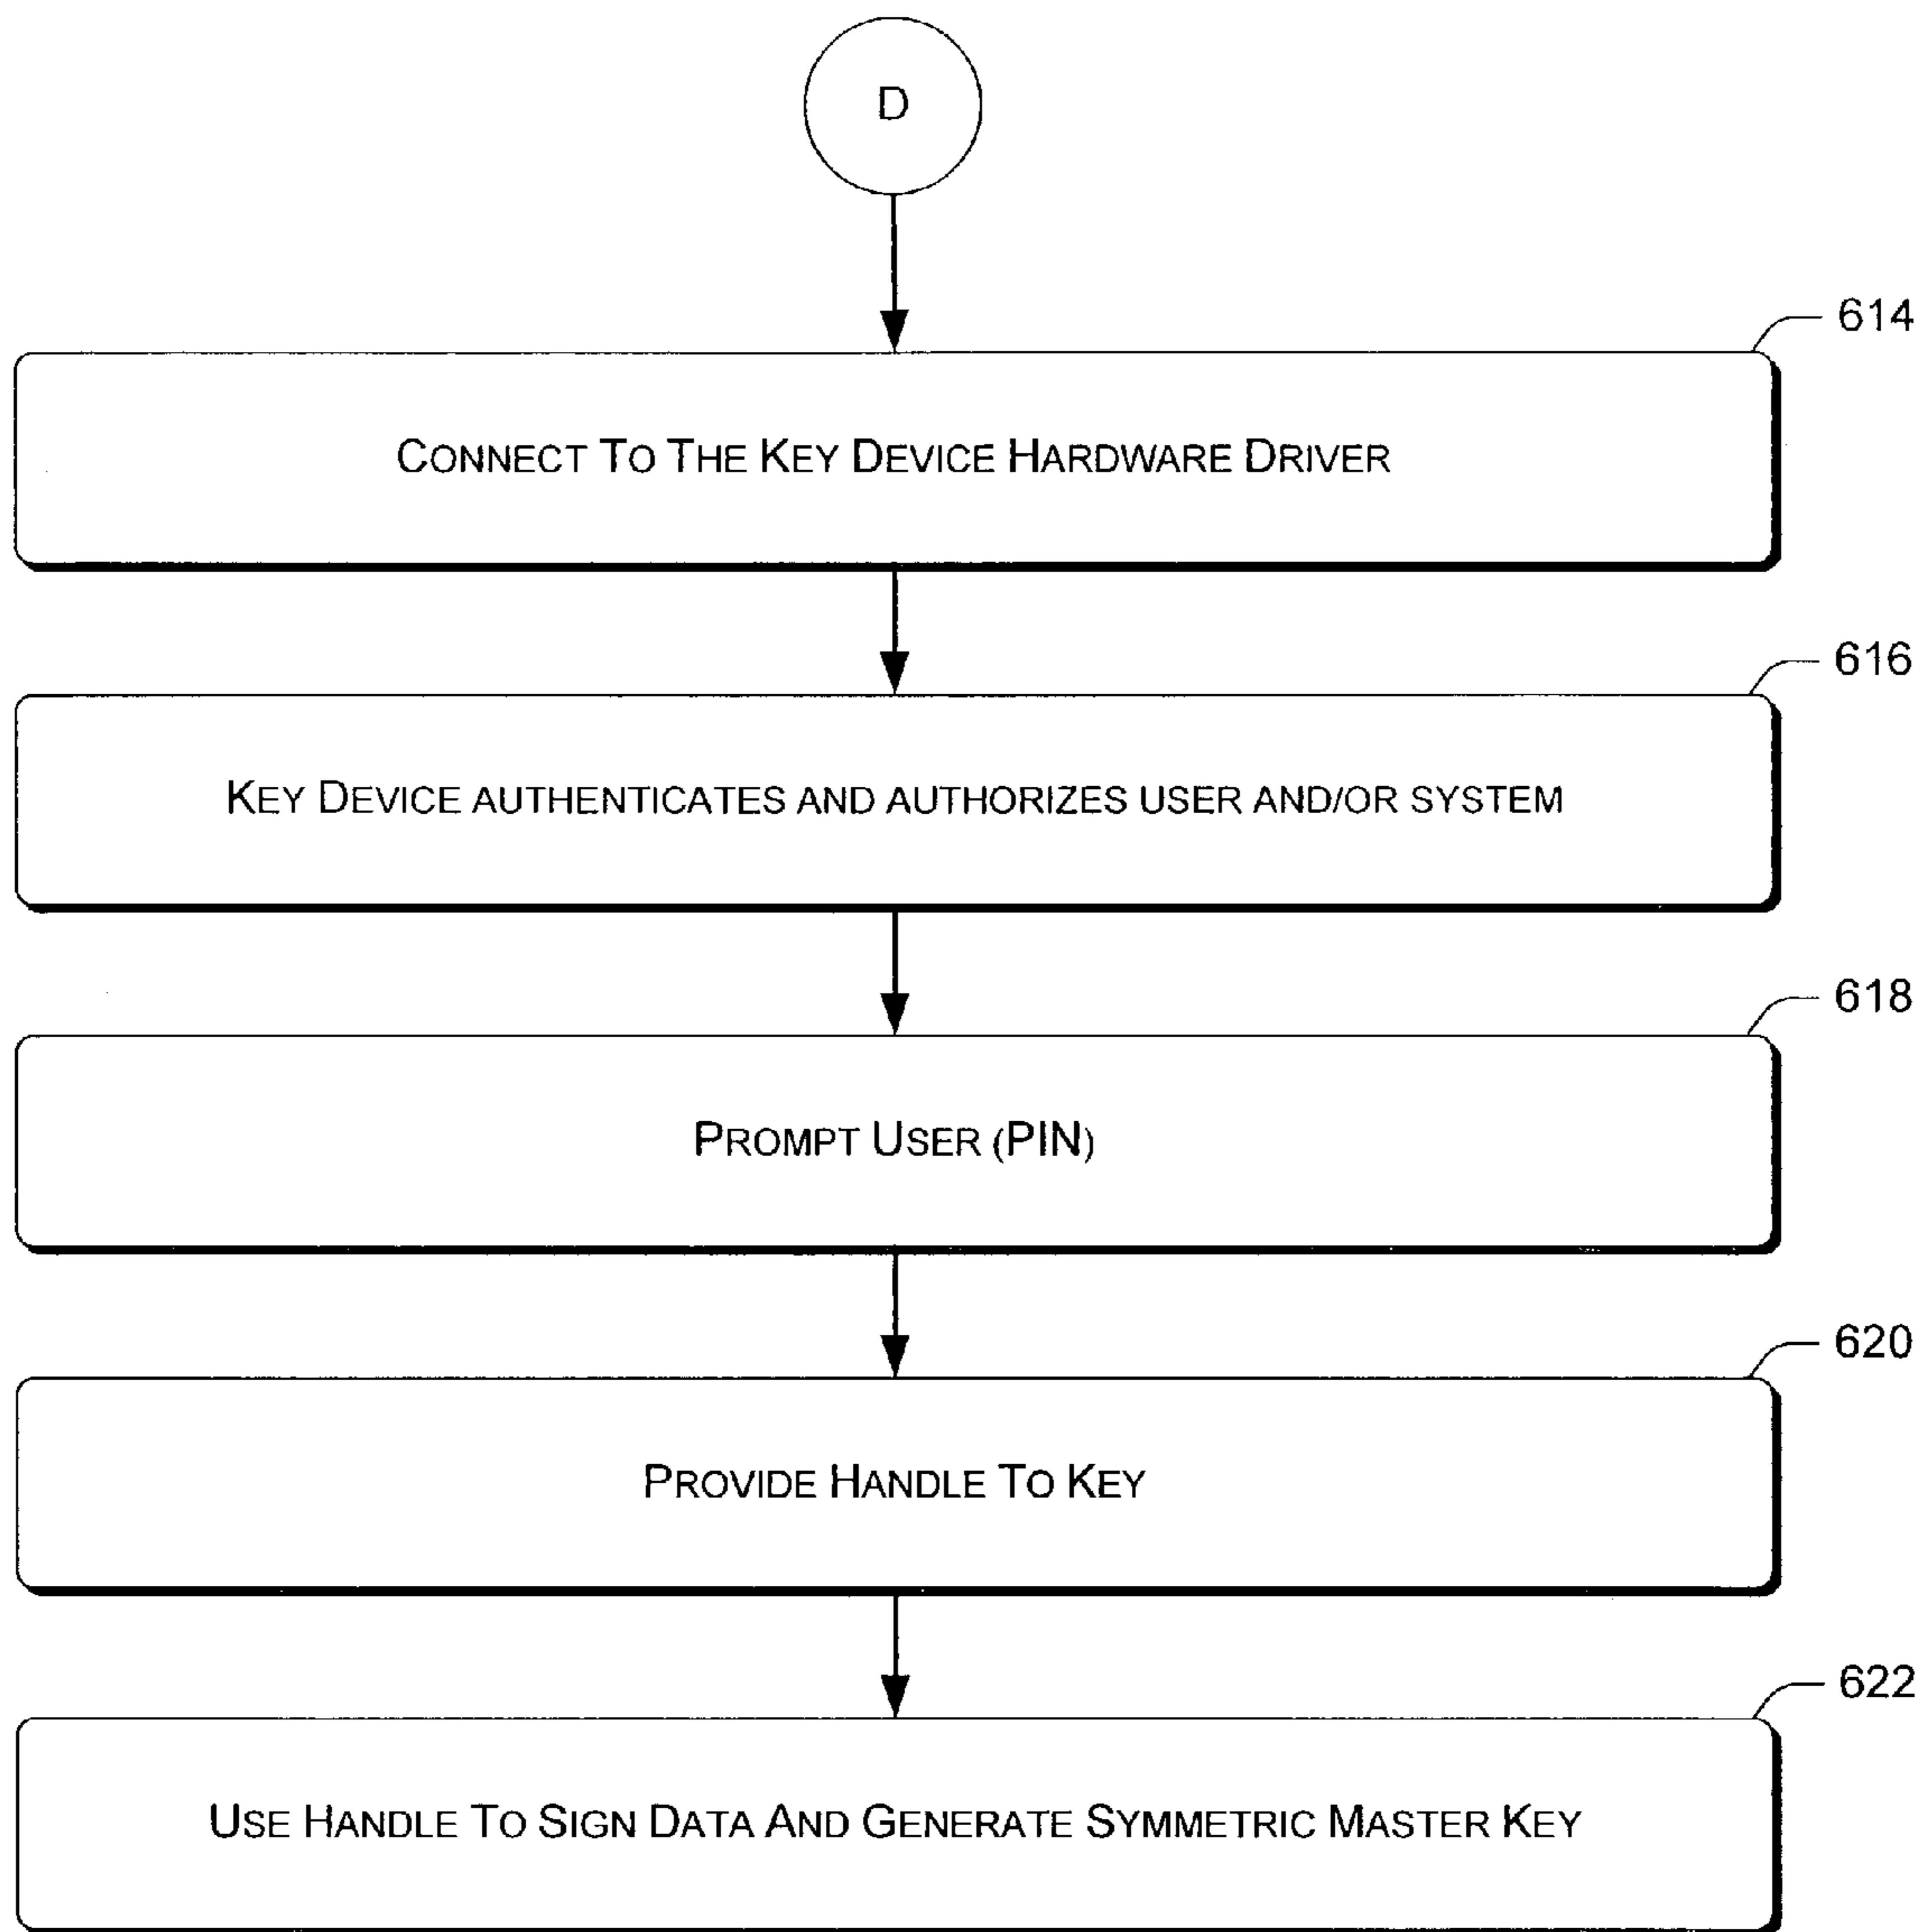 D
614
CONNECT TO THE KEY DEVICE HARDWARE DRIVER
616
KEY DEVICE AUTHENTICATES AND AUTHORIZES USER AND/OR SYSTEM
618
PROMPT USER (PIN)
620
PROVIDE HANDLE TO KEY
622
USE HANDLE TO SIGN DATA AND GENERATE SYMMETRIC MASTER KEY